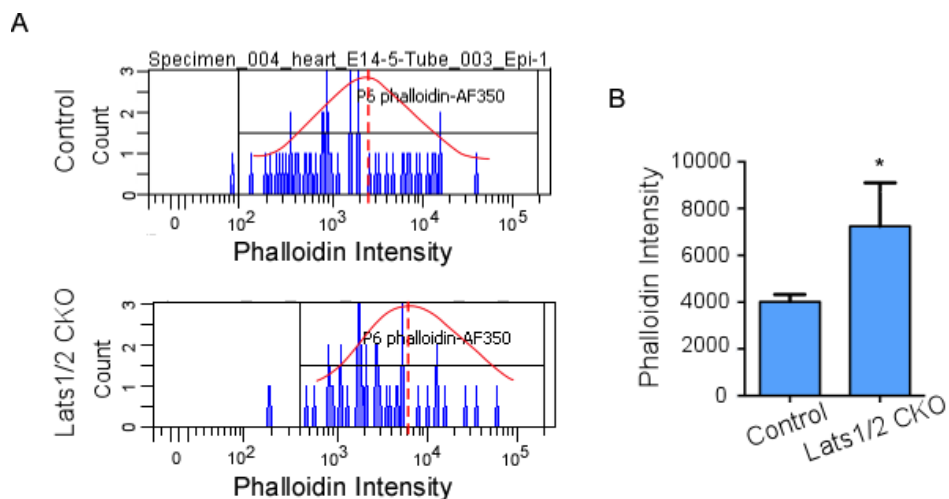 A
Specimen_004_heart_E14-5-Tube_003_Epi-1
Control
Count
3
2
1
0
P6 phalloidin-AF350
0 10² 10³ 10⁴ 10⁵
Phalloidin Intensity
Lats1/2 CKO
Count
3
2
1
0
P6 phalloidin-AF350
0 10² 10³ 10⁴ 10⁵
Phalloidin Intensity
B
Phalloidin Intensity
10000
8000
6000
4000
2000
0
*
Control
Lats1/2 CKO